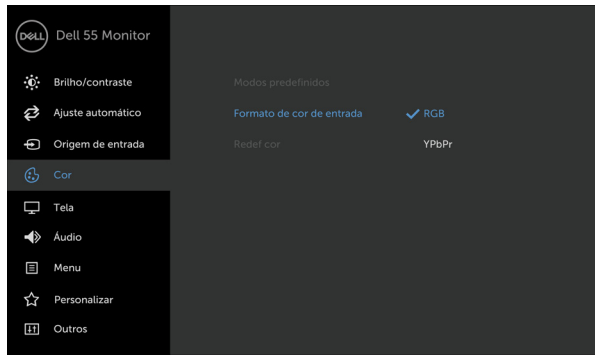 DELL Dell 55 Monitor
Brilho/contraste
Modos predefinidos
Ajuste automático
Formato de cor de entrada
RGB
Origem de entrada
Redef cor
YPbPr
Cor
Tela
Áudio
Menu
Personalizar
Outros